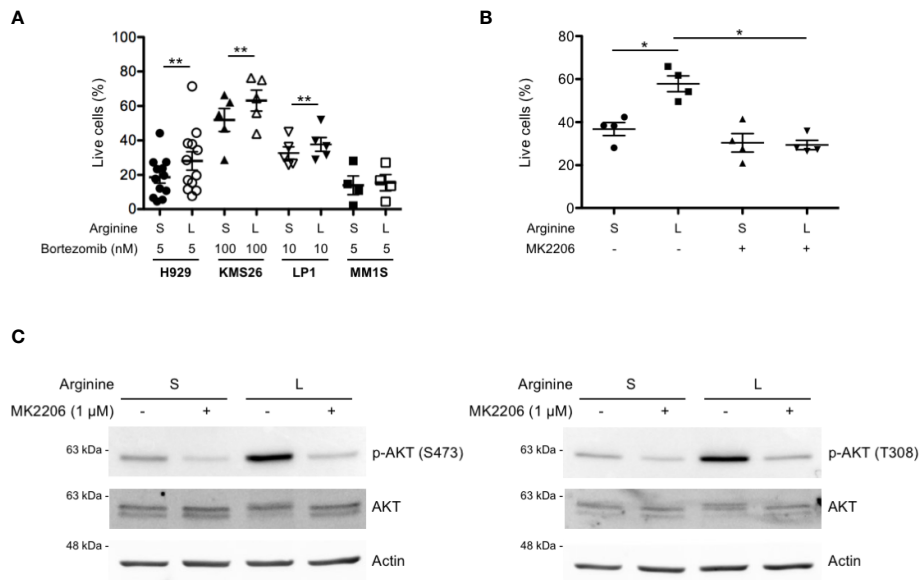 A
100
80
60
40
20
0
Live cells (%)
** ** **
Arginine S L S L S L S L
Bortezomib (nM) 5 5 100 100 10 10 5 5
H929 KMS26 LP1 MM1S
B
80
60
40
20
0
Live cells (%)
* *
Arginine S L S L
MK2206 - - + +
C
Arginine S L
MK2206 (1 µM) - + - +
63 kDa - p-AKT (S473)
63 kDa - AKT
48 kDa - Actin
Arginine S L
MK2206 (1 µM) - + - +
63 kDa - p-AKT (T308)
63 kDa - AKT
48 kDa - Actin